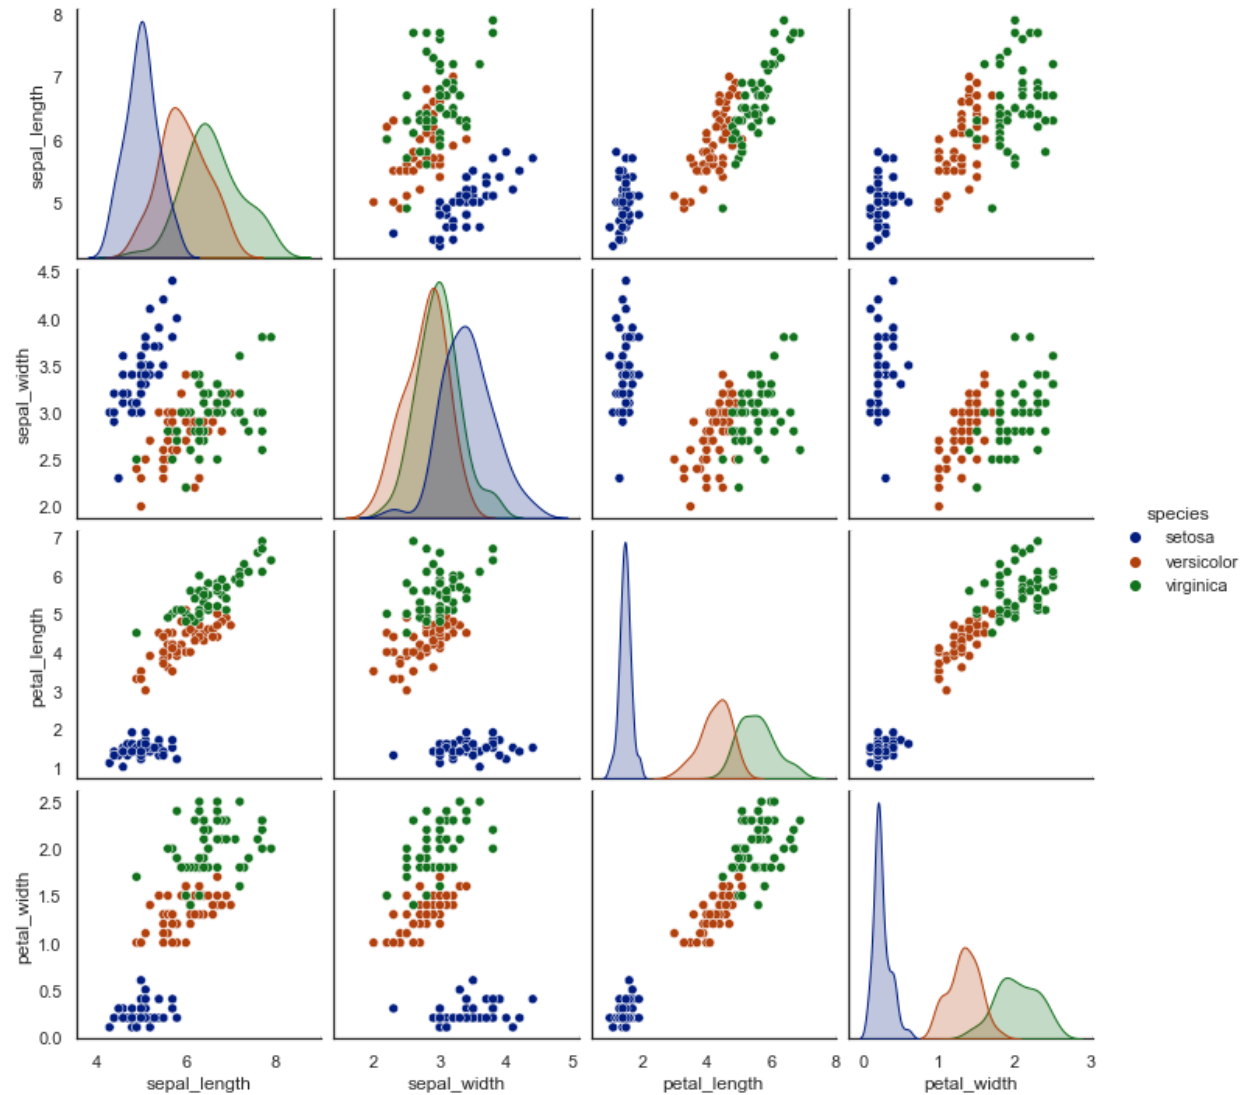 8
7
6
5
sepal_length
4.5
4.0
3.5
3.0
2.5
2.0
sepal_width
7
6
5
4
3
2
1
petal_length
2.5
2.0
1.5
1.0
0.5
0.0
petal_width
4 6 8
sepal_length
2 3 4 5
sepal_width
2 4 6 8
petal_length
0 1 2 3
petal_width
species
setosa
versicolor
virginica